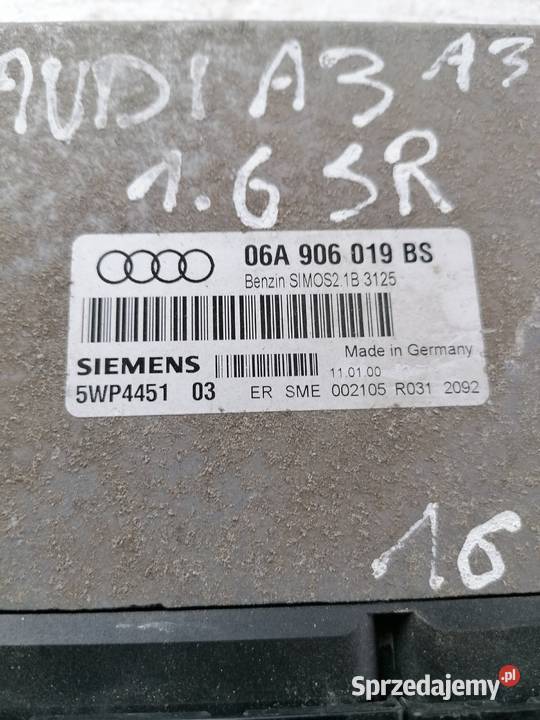 AUDI A3 A3
1.6 SR
06A 906 019 BS
Benzin SIMOS2.1B 3125
SIEMENS
Made in Germany
11.01.00
5WP4451 03 ER SME 002105 R031 2092
16
Sprzedajemy.pl